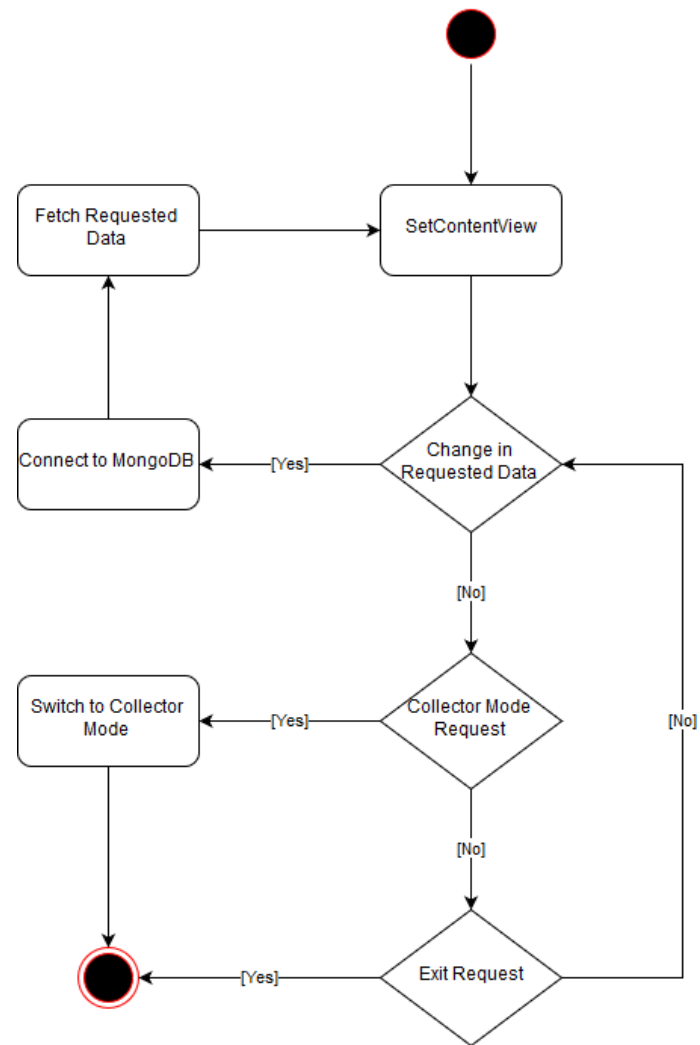 Fetch Requested
Data
SetContentView
Connect to MongoDB
[Yes]
Change in
Requested Data
[No]
Switch to Collector
Mode
[Yes]
Collector Mode
Request
[No]
[No]
[Yes]
Exit Request